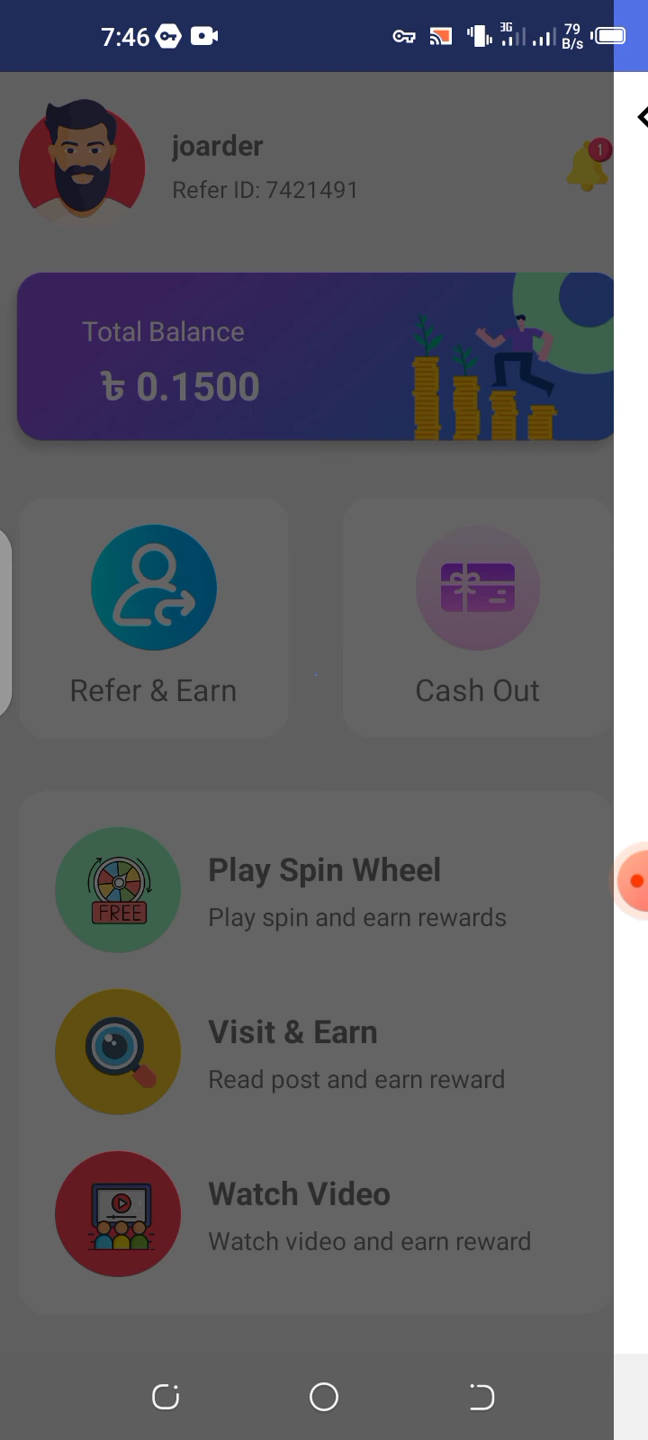 7:46
3G
79
B/s
joarder
1
Refer ID: 7421491
Total Balance
৳ 0.1500
Refer & Earn
Cash Out
Play Spin Wheel
FREE
Play spin and earn rewards
Visit & Earn
Read post and earn reward
Watch Video
Watch video and earn reward